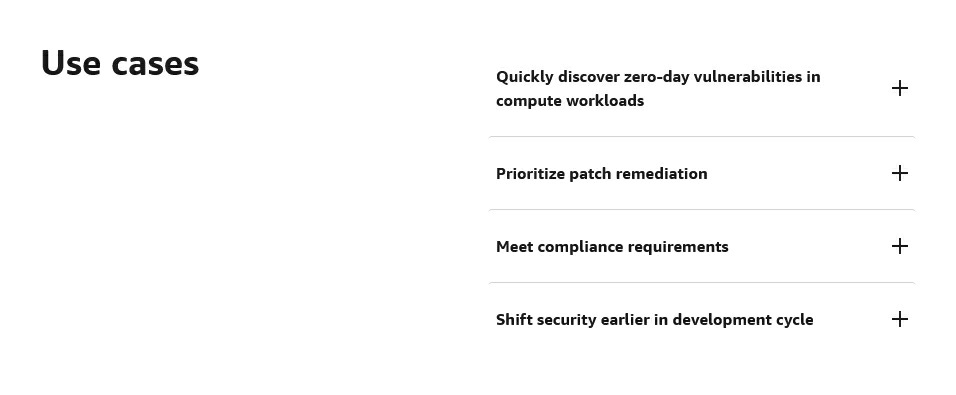 Use cases
Quickly discover zero-day vulnerabilities in
compute workloads
Prioritize patch remediation
Meet compliance requirements
Shift security earlier in development cycle